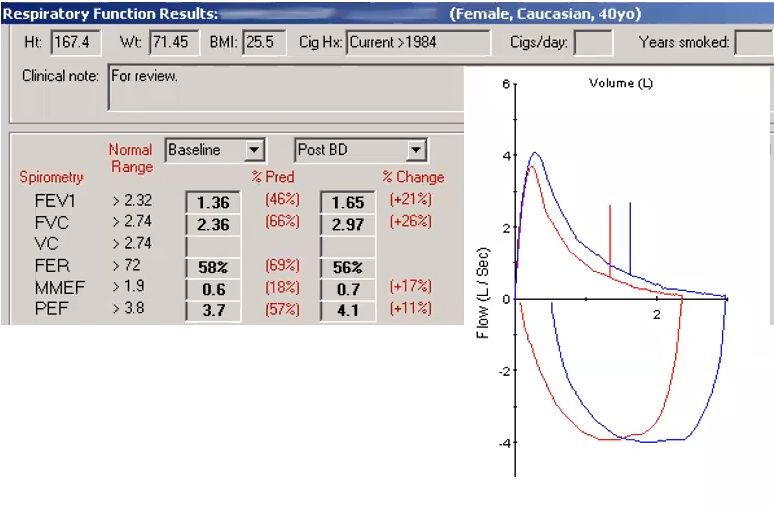 Respiratory Function Results: (Female, Caucasian, 40yo)
Ht: 167.4 Wt: 71.45 BMI: 25.5 Cig Hx: Current >1984 Cigs/day: Years smoked:
Clinical note: For review.
Normal Range Baseline Post BD
Spirometry % Pred % Change
FEV1 > 2.32 1.36 (46%) 1.65 (+21%)
FVC > 2.74 2.36 (66%) 2.97 (+26%)
VC > 2.74
FER > 72 58% (69%) 56%
MMEF > 1.9 0.6 (18%) 0.7 (+17%)
PEF > 3.8 3.7 (57%) 4.1 (+11%)
Volume (L)
6
4
2
0
2
-2
-4
Flow (L / Sec)